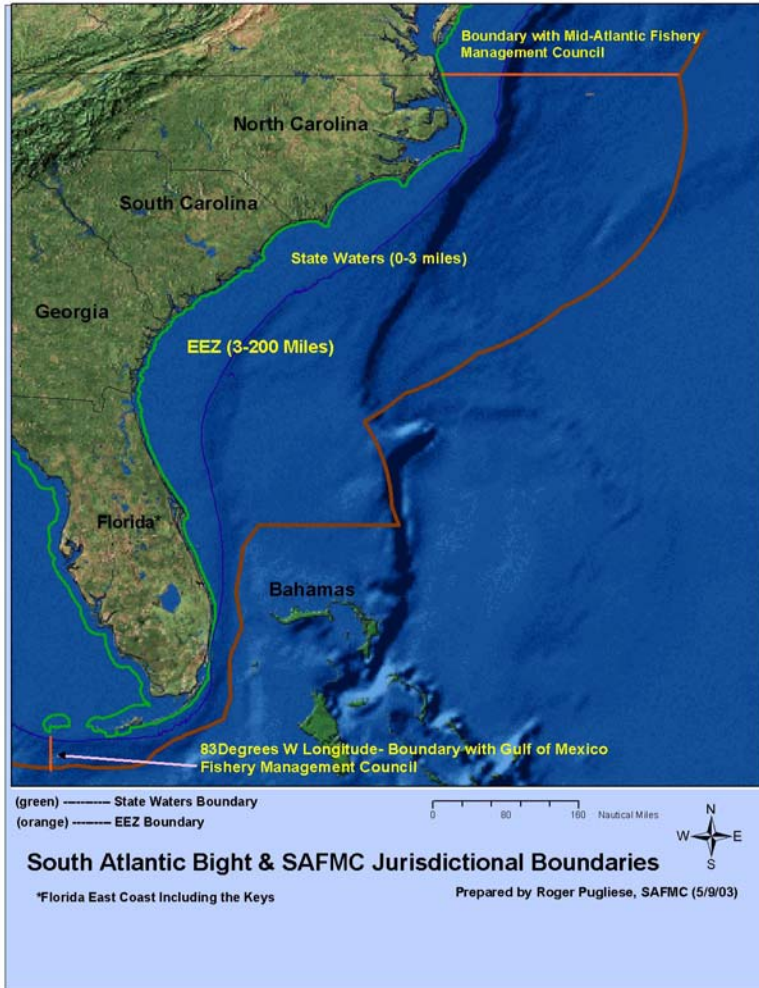 Boundary with Mid-Atlantic Fishery
Management Council
North Carolina
South Carolina
State Waters (0-3 miles)
Georgia
EEZ (3-200 Miles)
Florida*
Bahamas
83Degrees W Longitude- Boundary with Gulf of Mexico
Fishery Management Council
(green) ----------- State Waters Boundary
(orange) -------- EEZ Boundary
0 80 160 Nautical Miles
N
W E
S
South Atlantic Bight & SAFMC Jurisdictional Boundaries
*Florida East Coast Including the Keys
Prepared by Roger Pugliese, SAFMC (5/9/03)